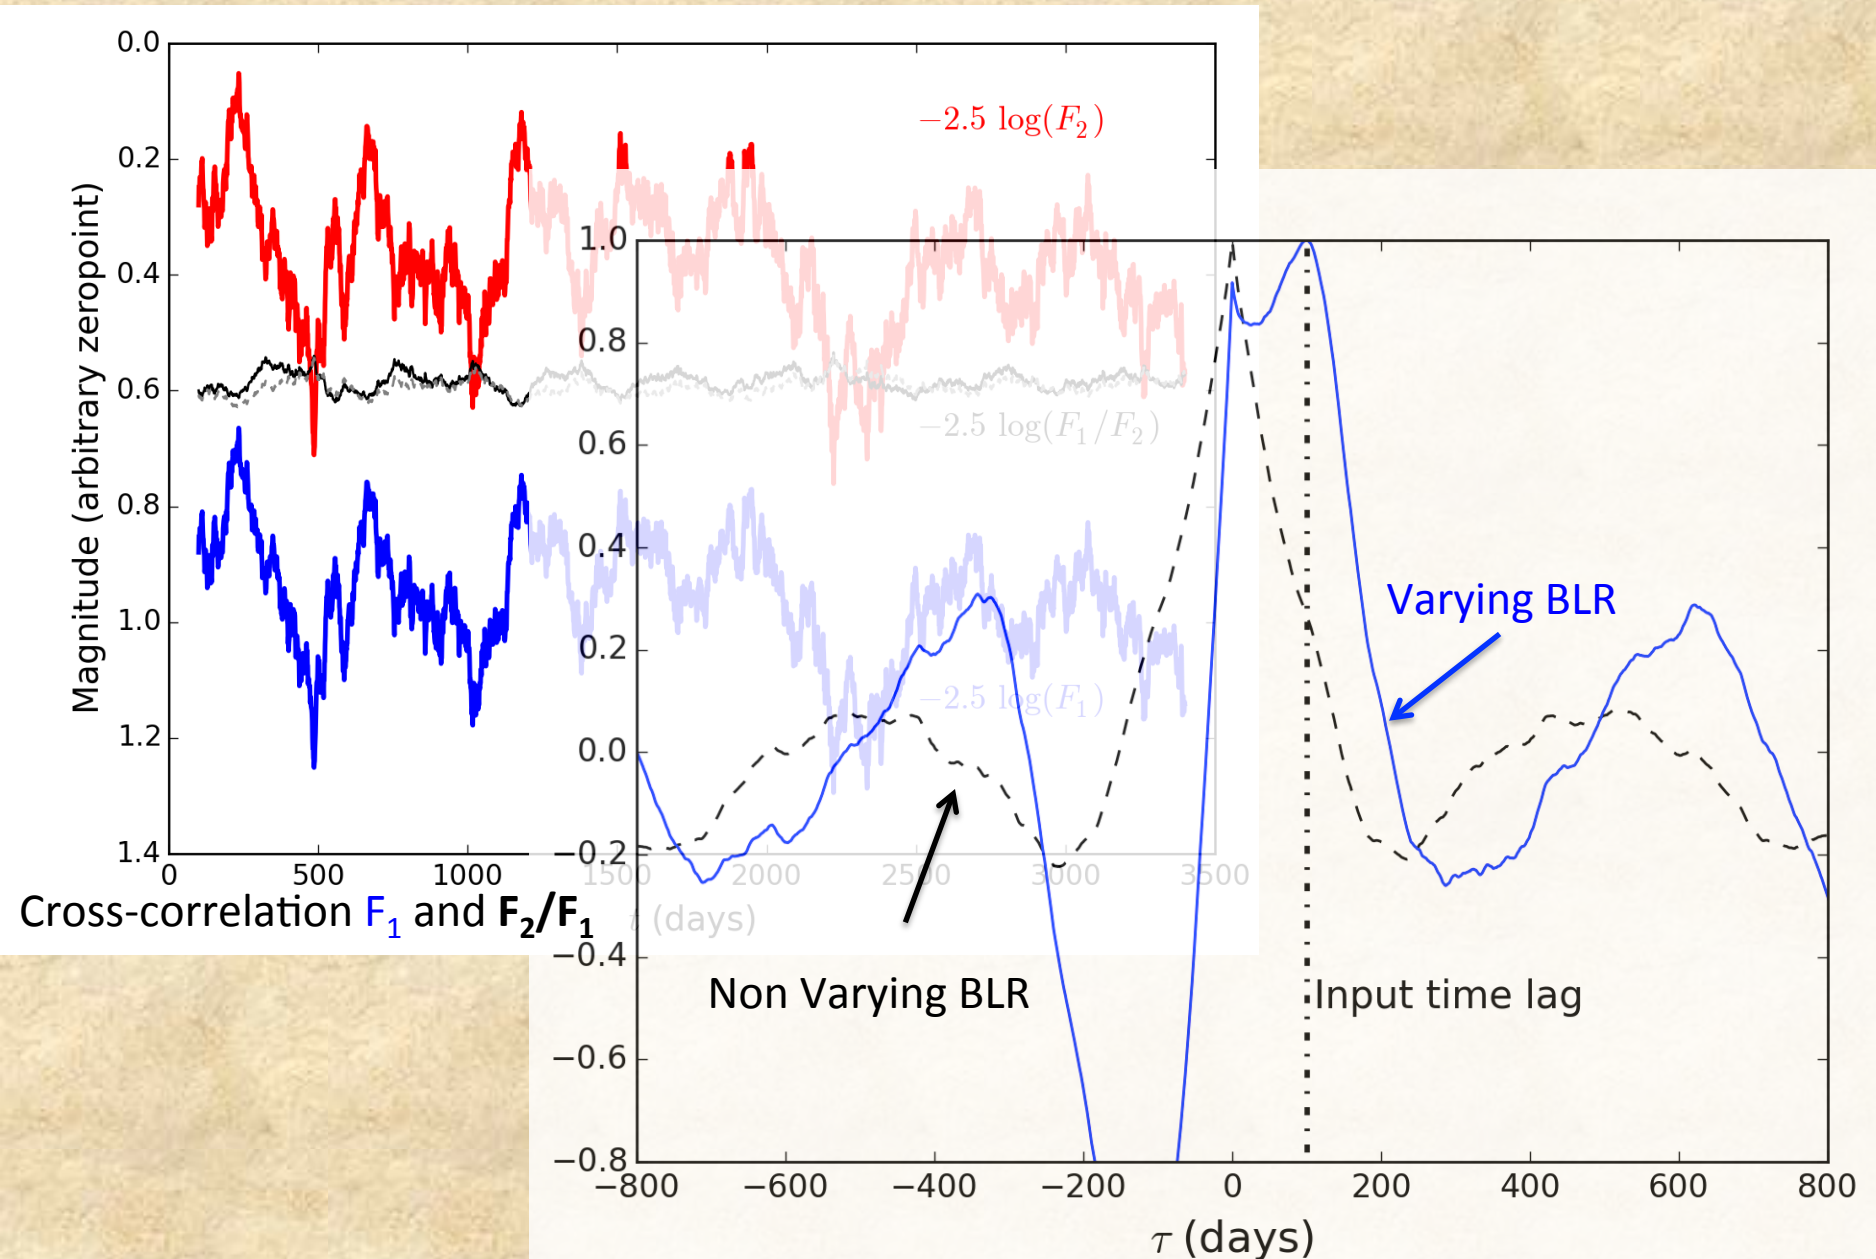 Magnitude (arbitrary zeropoint)
0.0
0.2
0.4
0.6
0.8
1.0
1.2
1.4
0 500 1000 1500 2000 2500 3000 3500
t (days)
−2.5 log(F₂)
−2.5 log(F₁/F₂)
−2.5 log(F₁)
Cross-correlation F₁ and F₂/F₁
1.0
0.8
0.6
0.4
0.2
0.0
−0.2
−0.4
−0.6
−0.8
Varying BLR
Non Varying BLR
Input time lag
−800 −600 −400 −200 0 200 400 600 800
τ (days)